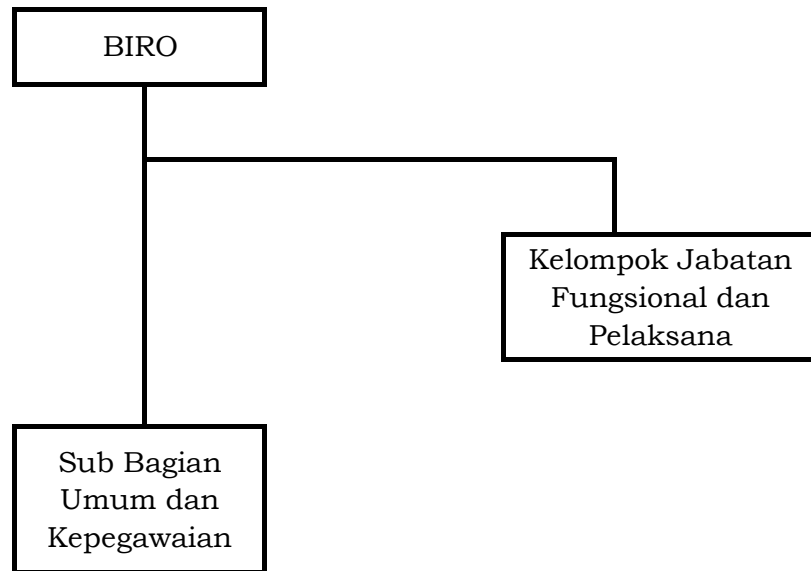 BIRO
Kelompok Jabatan
Fungsional dan
Pelaksana
Sub Bagian
Umum dan
Kepegawaian